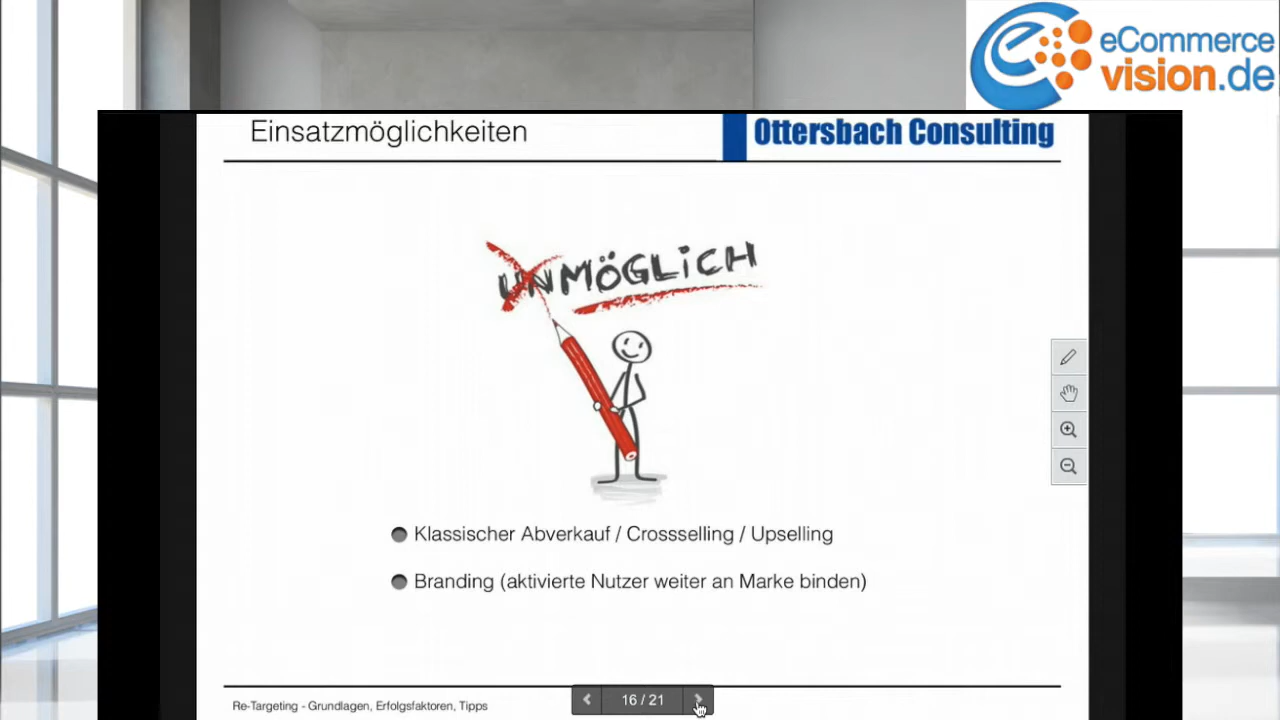 eCommerce
vision.de
Einsatzmöglichkeiten
Ottersbach Consulting
UNMÖGLiCH
Klassischer Abverkauf / Crossselling / Upselling
Branding (aktivierte Nutzer weiter an Marke binden)
Re-Targeting - Grundlagen, Erfolgsfaktoren, Tipps
16 / 21